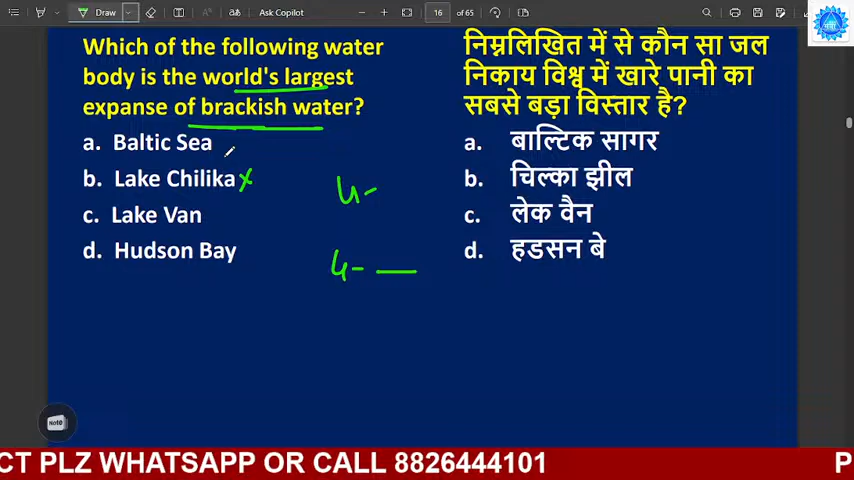 Draw
Ask Copilot
16
of 65
Which of the following water
body is the world's largest
expanse of brackish water?
a. Baltic Sea
b. Lake Chilika
c. Lake Van
d. Hudson Bay
निम्नलिखित में से कौन सा जल
निकाय विश्व में खारे पानी का
सबसे बड़ा विस्तार है?
a. बाल्टिक सागर
b. चिल्का झील
c. लेक वैन
d. हडसन बे
CT PLZ WHATSAPP OR CALL 8826444101
P